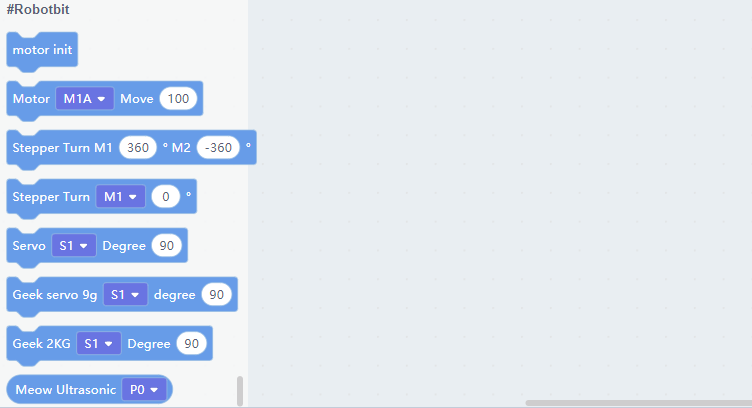 #Robotbit
motor init
Motor M1A Move 100
Stepper Turn M1 360 ° M2 -360 °
Stepper Turn M1 0 °
Servo S1 Degree 90
Geek servo 9g S1 degree 90
Geek 2KG S1 Degree 90
Meow Ultrasonic P0